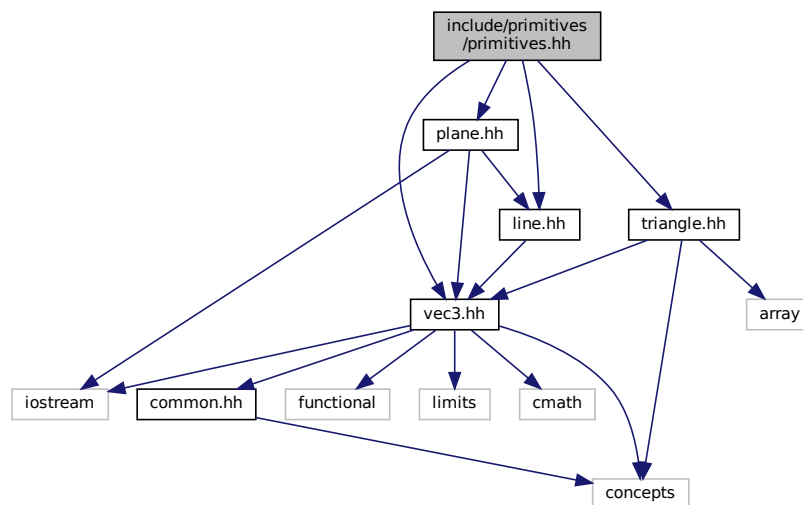 include/primitives
/primitives.hh
plane.hh
line.hh
triangle.hh
vec3.hh
array
iostream
common.hh
functional
limits
cmath
concepts